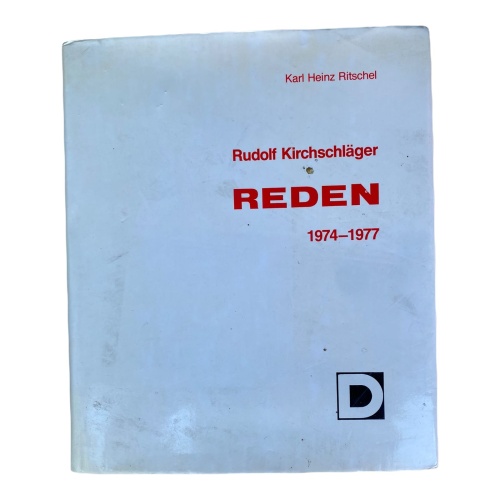 Karl Heinz Ritschel
Rudolf Kirchschläger
REDEN
1974–1977
D